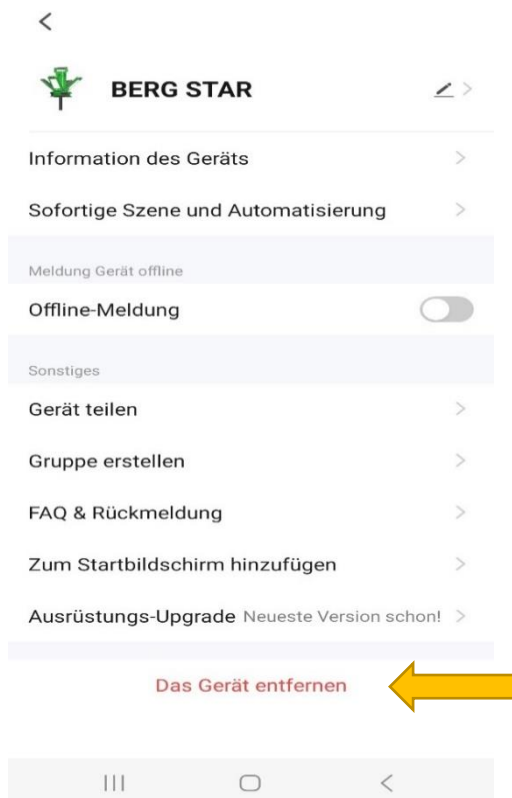 BERG STAR
Information des Geräts
Sofortige Szene und Automatisierung
Meldung Gerät offline
Offline-Meldung
Sonstiges
Gerät teilen
Gruppe erstellen
FAQ & Rückmeldung
Zum Startbildschirm hinzufügen
Ausrüstungs-Upgrade Neueste Version schon!
Das Gerät entfernen